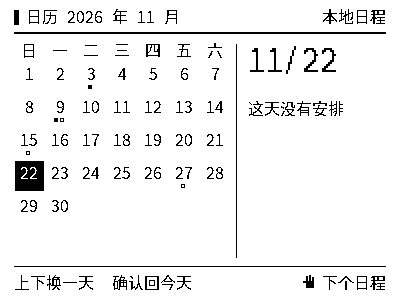 日历 2026 年 11 月 本地日程
日 一 二 三 四 五 六
1 2 3 4 5 6 7
8 9 10 11 12 13 14
15 16 17 18 19 20 21
22 23 24 25 26 27 28
29 30
11/22
这天没有安排
上下换一天 确认回今天 下个日程